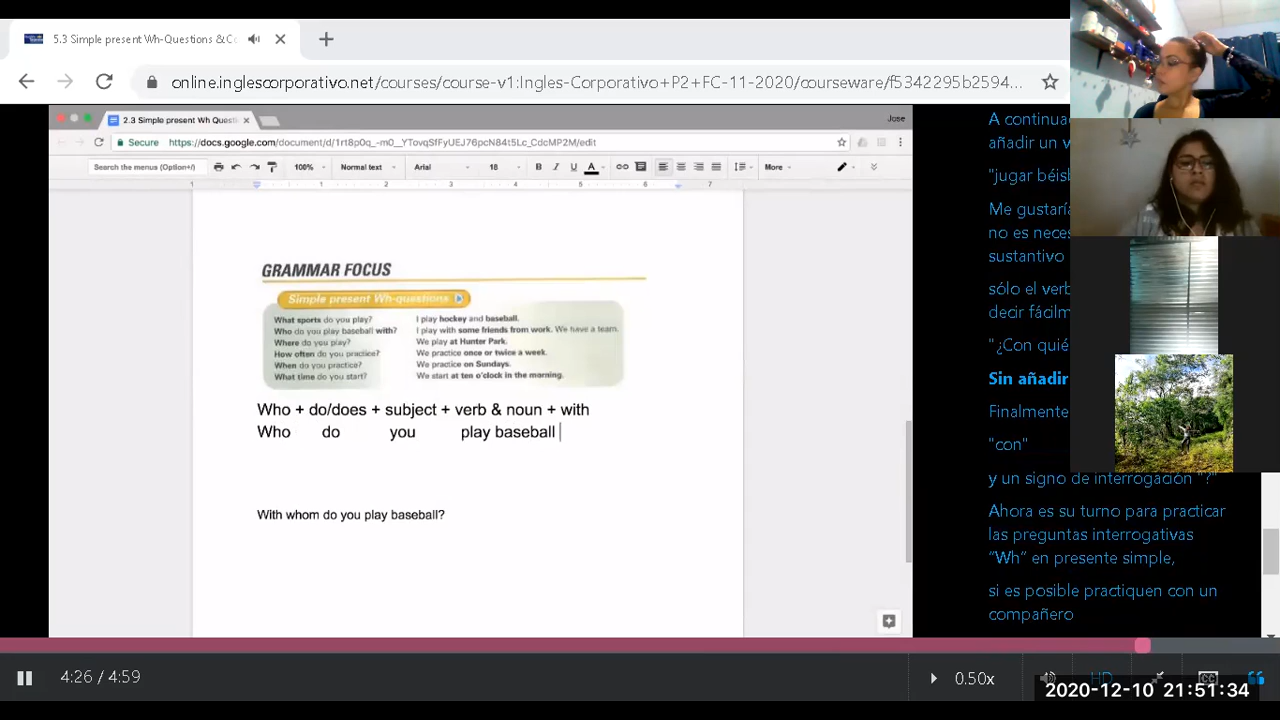 5.3 Simple present Wh-Questions & C
online.inglescorporativo.net/courses/course-v1:Ingles-Corporativo+P2+FC-11-2020/courseware/f5342295b2594...
2.3 Simple present Wh Questi
Jose
Secure
https://docs.google.com/document/d/1rt8p0q_-m0__YTovqSfFyUEJ76pcN84t5Lc_CdcMP2M/edit
Search the menus (Option+/)
100%
Normal text
Arial
18
B I U A
More
1 1 2 3 4 5 6 7
GRAMMAR FOCUS
Simple present Wh-questions
What sports do you play? I play hockey and baseball.
Who do you play baseball with? I play with some friends from work. We have a team.
Where do you play? We play at Hunter Park.
How often do you practice? We practice once or twice a week.
When do you practice? We practice on Sundays.
What time do you start? We start at ten o'clock in the morning.
Who + do/does + subject + verb & noun + with
Who do you play baseball
With whom do you play baseball?
A continuac
añadir un v
"jugar béisb
Me gustaría
no es neces
sustantivo
sólo el verb
decir fácilm
"¿Con quié
Sin añadir
Finalmente
"con"
y un signo de interrogación "?"
Ahora es su turno para practicar
las preguntas interrogativas
"Wh" en presente simple,
si es posible practiquen con un
compañero
4:26 / 4:59
0.50x
HD
CC
2020-12-10 21:51:34